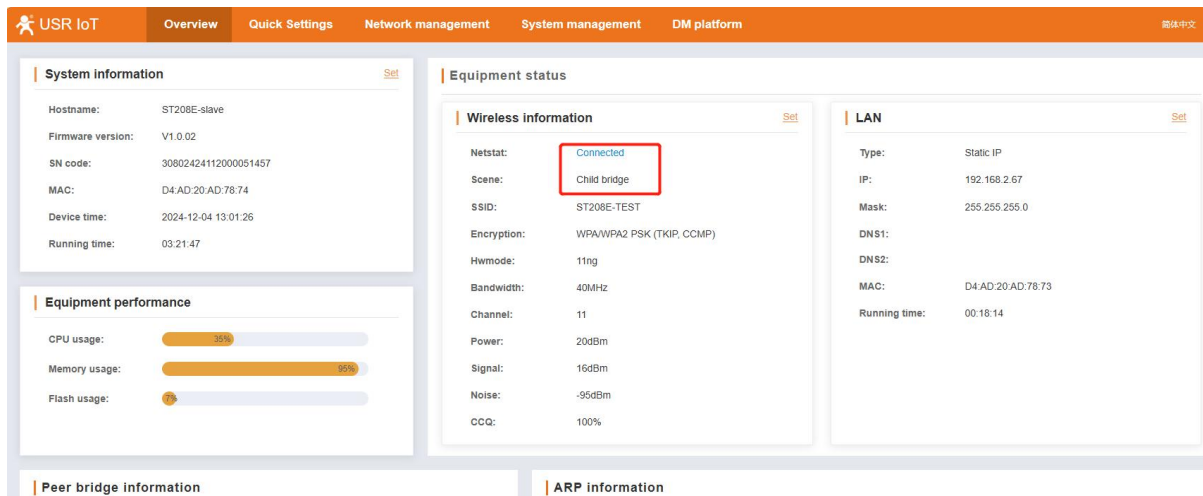 USR IoT Overview Quick Settings Network management System management DM platform 简体中文
System information Set
Hostname: ST208E-slave
Firmware version: V1.0.02
SN code: 30802424112000051457
MAC: D4:AD:20:AD:78:74
Device time: 2024-12-04 13:01:26
Running time: 03:21:47
Equipment performance
CPU usage: 35%
Memory usage: 95%
Flash usage: 7%
Equipment status
Wireless information Set
Netstat: Connected
Scene: Child bridge
SSID: ST208E-TEST
Encryption: WPA/WPA2 PSK (TKIP, CCMP)
Hwmode: 11ng
Bandwidth: 40MHz
Channel: 11
Power: 20dBm
Signal: 16dBm
Noise: -95dBm
CCQ: 100%
LAN Set
Type: Static IP
IP: 192.168.2.67
Mask: 255.255.255.0
DNS1:
DNS2:
MAC: D4:AD:20:AD:78:73
Running time: 00:18:14
Peer bridge information
ARP information